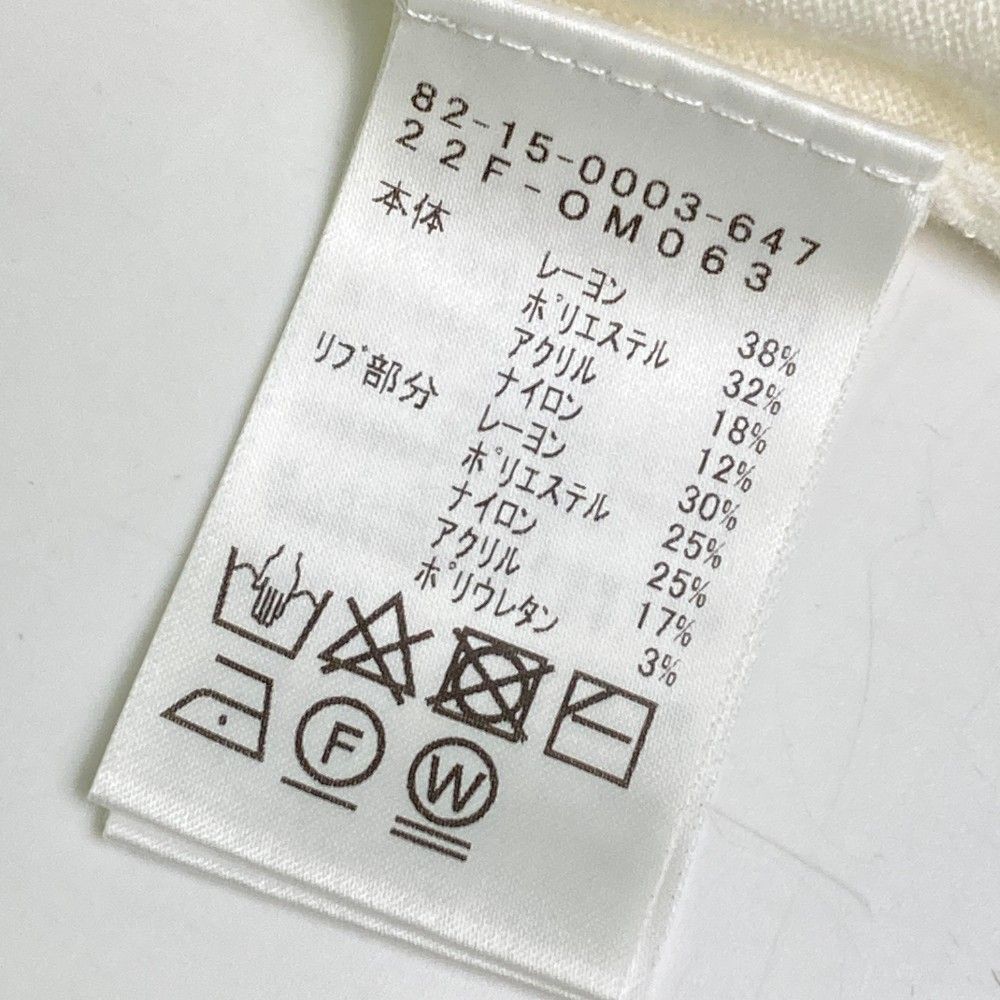 82-15-0003-647
22F-OM063
本体
レーヨン 38%
ポリエステル 32%
アクリル 18%
ナイロン 12%
リブ部分
レーヨン 30%
ポリエステル 25%
ナイロン 25%
アクリル 17%
ポリウレタン 3%
F
W